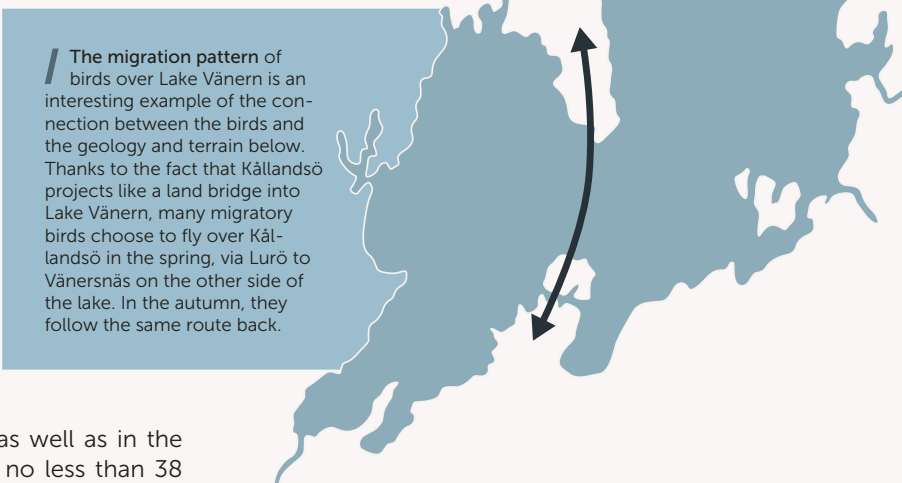 The migration pattern of
birds over Lake Vänern is an
interesting example of the con-
nection between the birds and
the geology and terrain below.
Thanks to the fact that Kållandsö
projects like a land bridge into
Lake Vänern, many migratory
birds choose to fly over Kål-
landsö in the spring, via Lurö to
Vänersnäs on the other side of
the lake. In the autumn, they
follow the same route back.
as well as in the
no less than 38